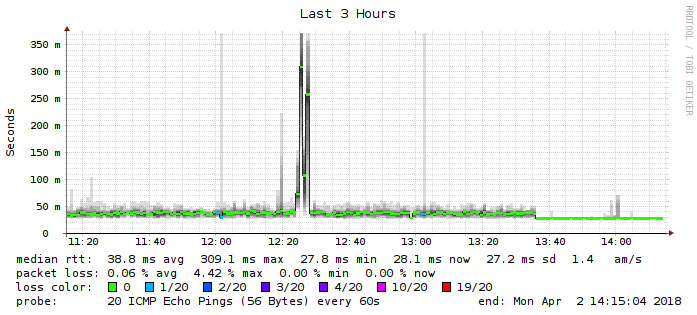 Last 3 Hours
RRDTOOL / TOBI OETIKER
Seconds
350 m
300 m
250 m
200 m
150 m
100 m
50 m
0
11:20 11:40 12:00 12:20 12:40 13:00 13:20 13:40 14:00
median rtt: 38.8 ms avg 309.1 ms max 27.8 ms min 28.1 ms now 27.2 ms sd 1.4 am/s
packet loss: 0.06 % avg 4.42 % max 0.00 % min 0.00 % now
loss color: 0 1/20 2/20 3/20 4/20 10/20 19/20
probe: 20 ICMP Echo Pings (56 Bytes) every 60s end: Mon Apr 2 14:15:04 2018